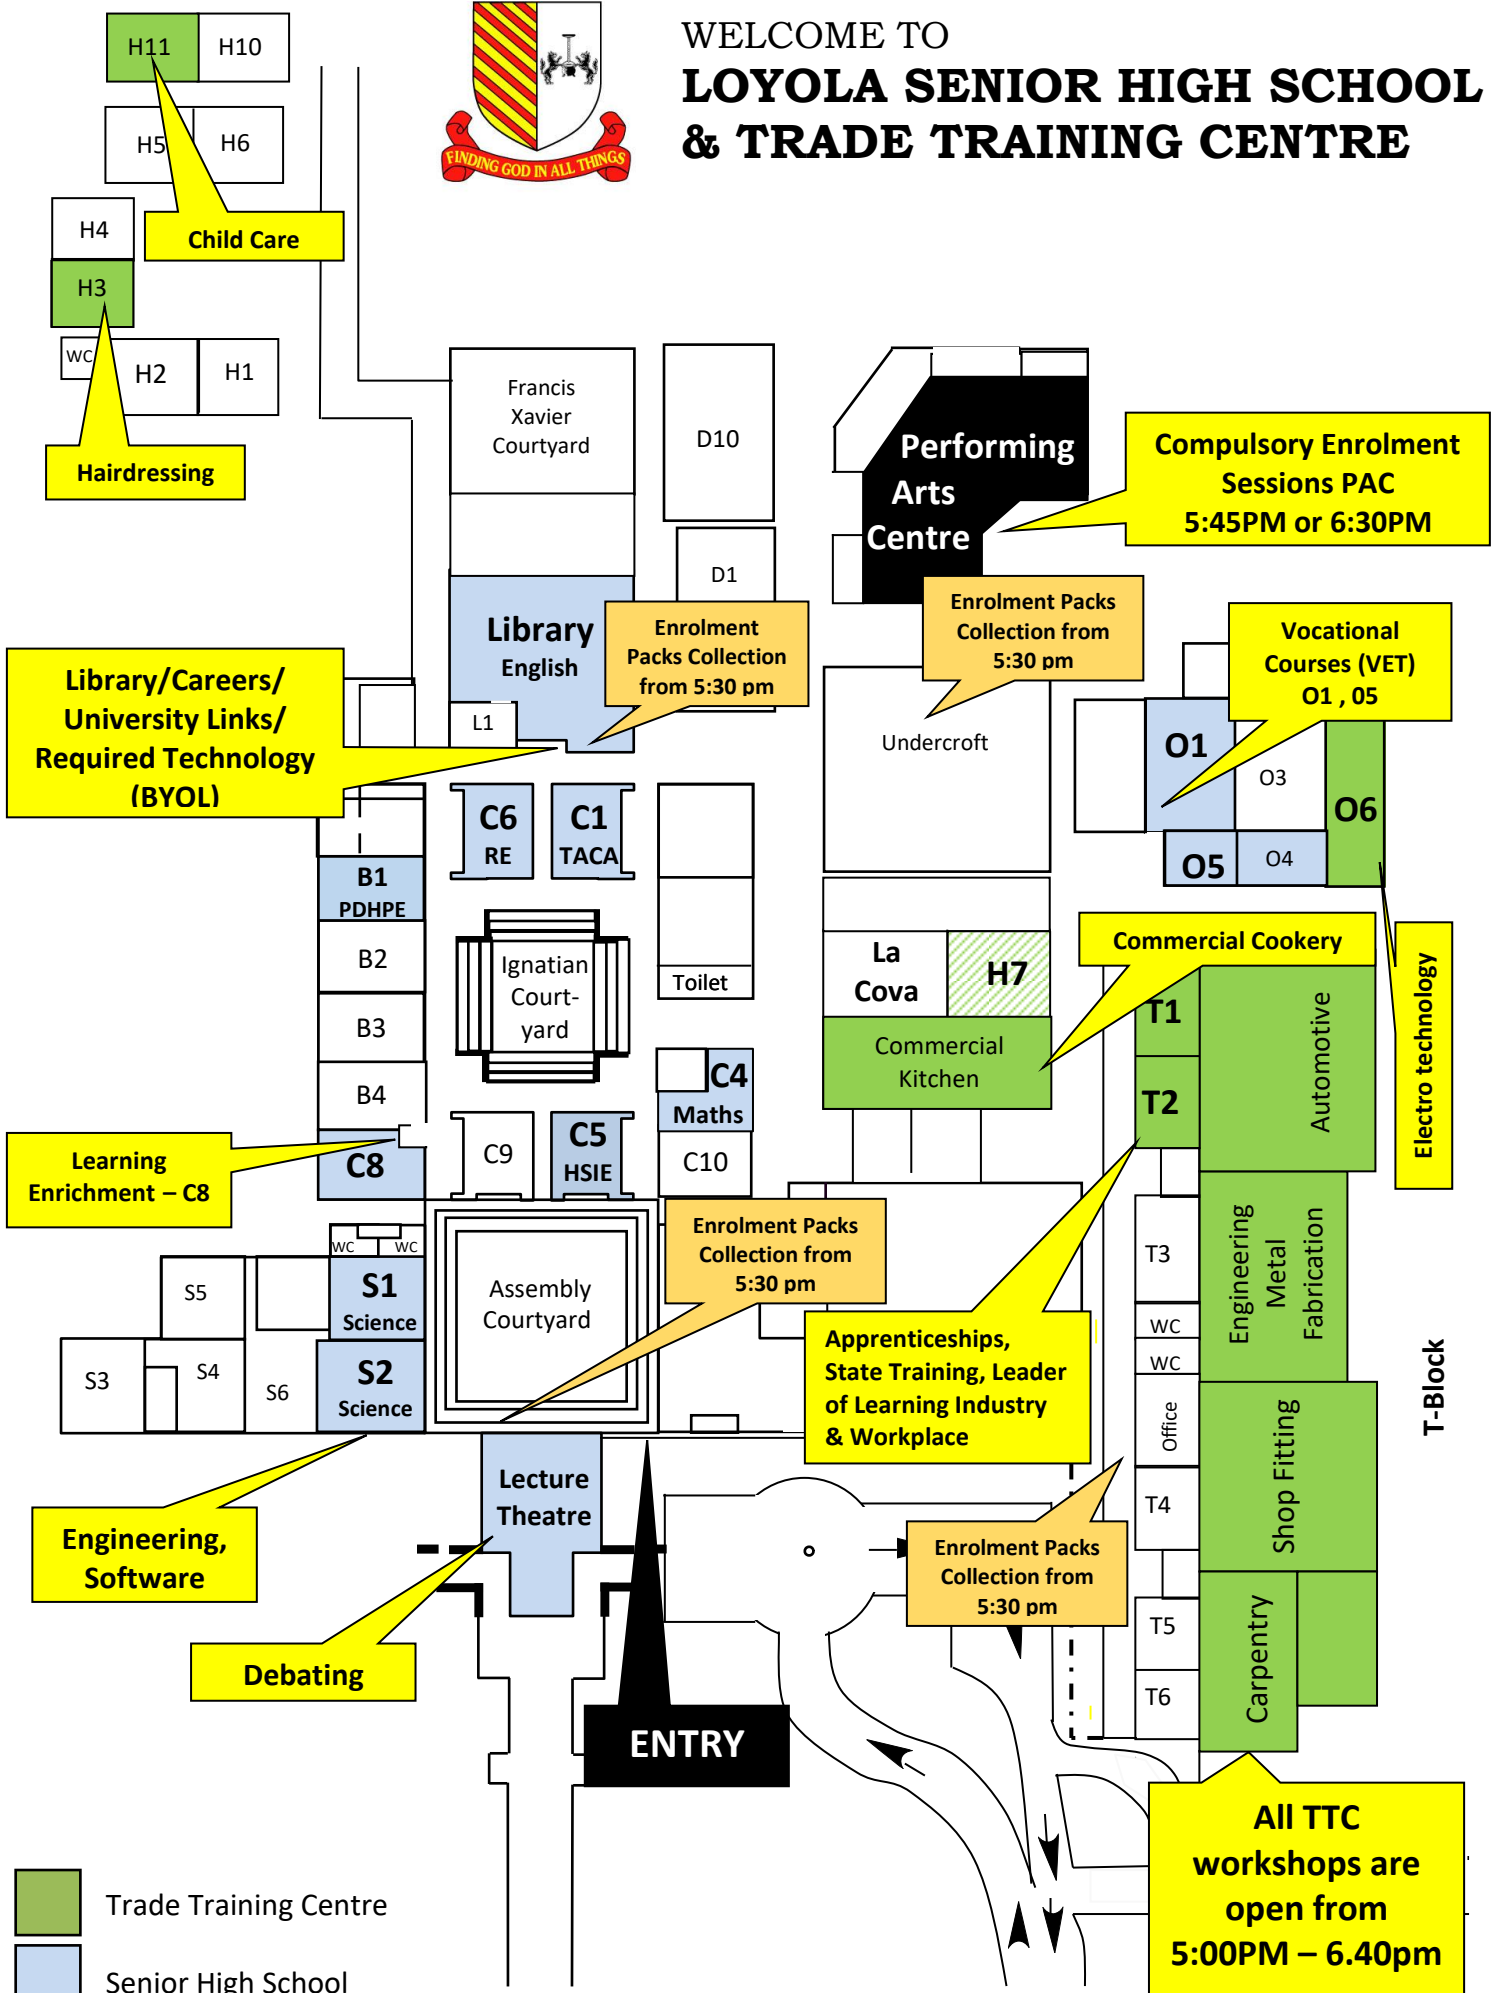 WELCOME TO
LOYOLA SENIOR HIGH SCHOOL
& TRADE TRAINING CENTRE
FINDING GOD IN ALL THINGS
H11
H10
H5
H6
Child Care
H4
H3
WC
H2
H1
Hairdressing
Francis
Xavier
Courtyard
D10
D1
Performing
Arts
Centre
Compulsory Enrolment
Sessions PAC
5:45PM or 6:30PM
Library
English
L1
Enrolment
Packs Collection
from 5:30 pm
Enrolment Packs
Collection from
5:30 pm
Vocational
Courses (VET)
O1 , 05
Library/Careers/
University Links/
Required Technology
(BYOL)
Undercroft
O1
O3
O6
O5
O4
C6
RE
C1
TACA
B1
PDHPE
B2
B3
B4
Ignatian
Court-
yard
Toilet
La
Cova
H7
Commercial Cookery
Commercial
Kitchen
T1
T2
Automotive
Electro technology
C4
Maths
C5
HSIE
C9
C10
Learning
Enrichment – C8
C8
WC
WC
S1
Science
S2
Science
S5
S3
S4
S6
Assembly
Courtyard
Enrolment Packs
Collection from
5:30 pm
Apprenticeships,
State Training, Leader
of Learning Industry
& Workplace
T3
WC
WC
Office
T4
T5
T6
Engineering
Metal
Fabrication
Shop Fitting
Carpentry
T-Block
Lecture
Theatre
Engineering,
Software
Debating
Enrolment Packs
Collection from
5:30 pm
ENTRY
All TTC
workshops are
open from
5:00PM – 6.40pm
Trade Training Centre
Senior High School